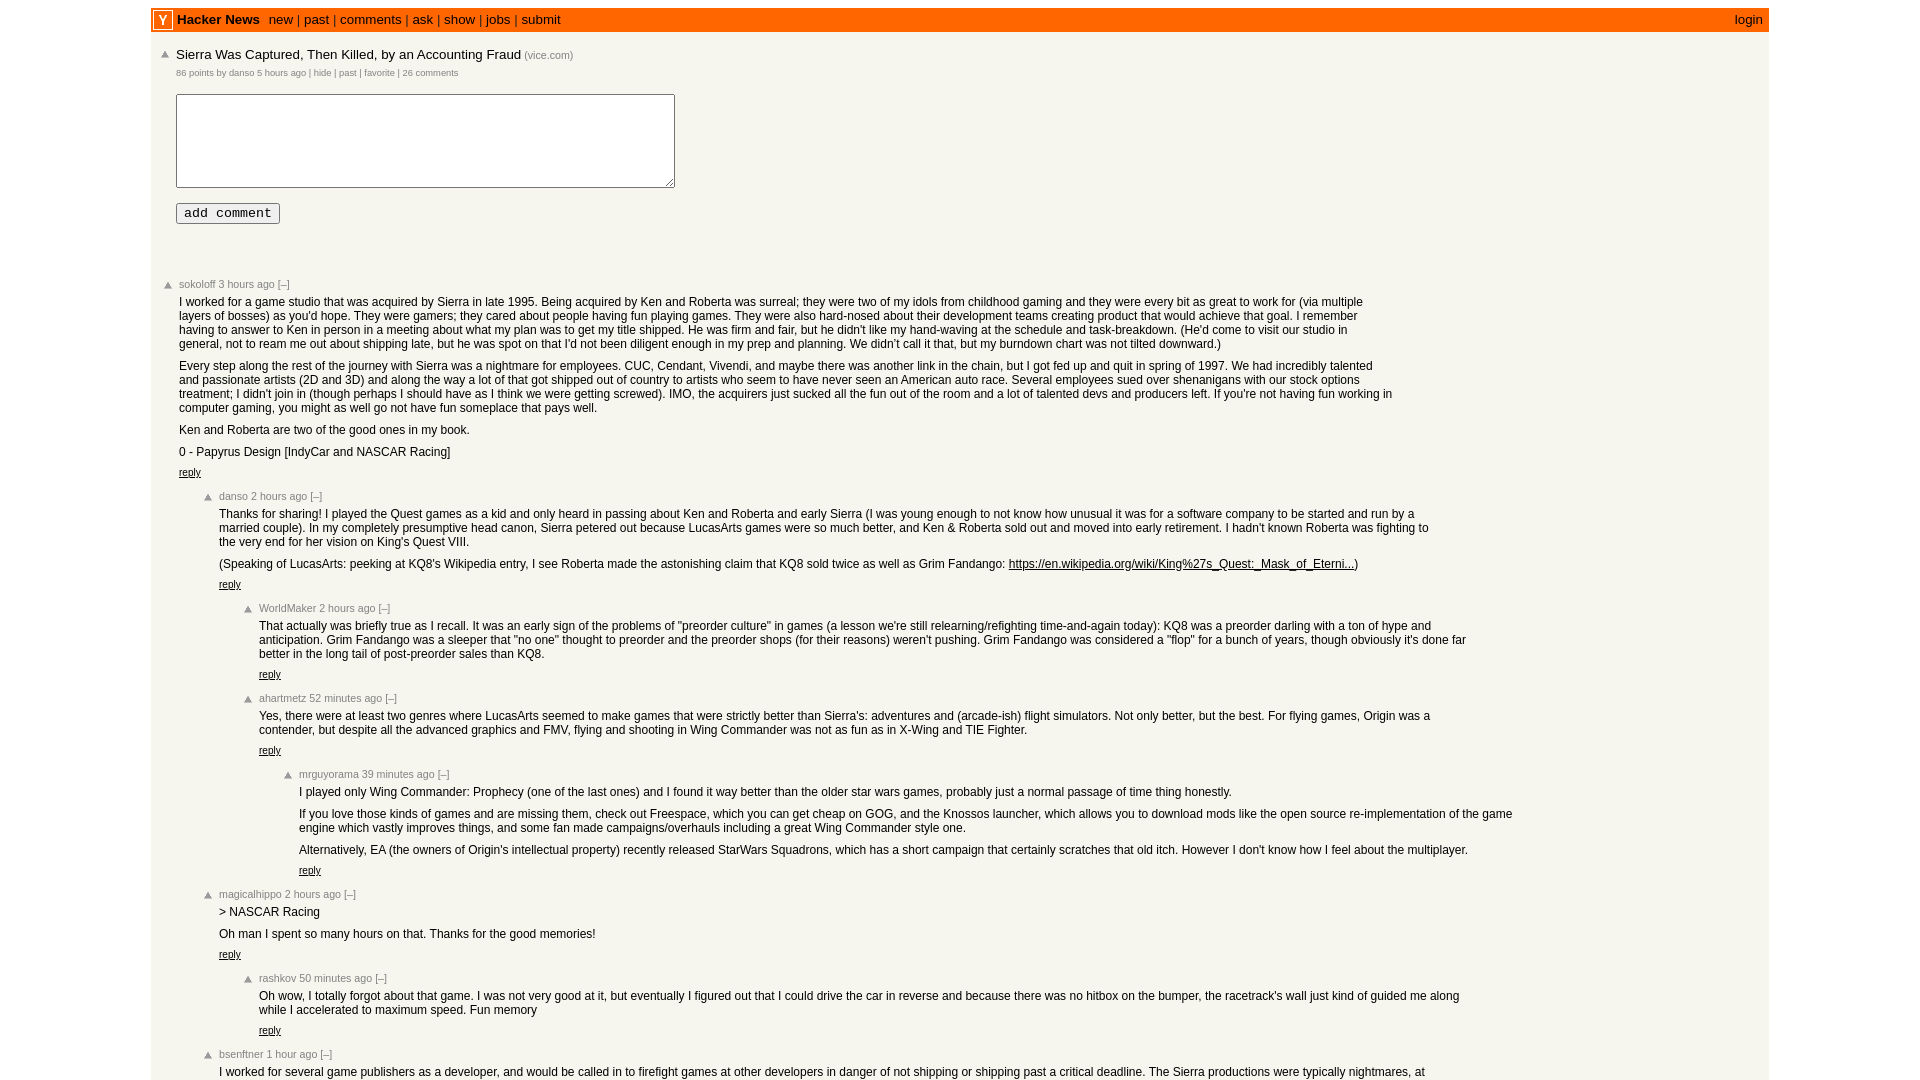 Y Hacker News new | past | comments | ask | show | jobs | submit login
Sierra Was Captured, Then Killed, by an Accounting Fraud (vice.com)
86 points by danso 5 hours ago | hide | past | favorite | 26 comments
add comment
sokoloff 3 hours ago [–]
I worked for a game studio that was acquired by Sierra in late 1995. Being acquired by Ken and Roberta was surreal; they were two of my idols from childhood gaming and they were every bit as great to work for (via multiple
layers of bosses) as you'd hope. They were gamers; they cared about people having fun playing games. They were also hard-nosed about their development teams creating product that would achieve that goal. I remember
having to answer to Ken in person in a meeting about what my plan was to get my title shipped. He was firm and fair, but he didn't like my hand-waving at the schedule and task-breakdown. (He'd come to visit our studio in
general, not to ream me out about shipping late, but he was spot on that I'd not been diligent enough in my prep and planning. We didn't call it that, but my burndown chart was not tilted downward.)
Every step along the rest of the journey with Sierra was a nightmare for employees. CUC, Cendant, Vivendi, and maybe there was another link in the chain, but I got fed up and quit in spring of 1997. We had incredibly talented
and passionate artists (2D and 3D) and along the way a lot of that got shipped out of country to artists who seem to have never seen an American auto race. Several employees sued over shenanigans with our stock options
treatment; I didn't join in (though perhaps I should have as I think we were getting screwed). IMO, the acquirers just sucked all the fun out of the room and a lot of talented devs and producers left. If you're not having fun working in
computer gaming, you might as well go not have fun someplace that pays well.
Ken and Roberta are two of the good ones in my book.
0 - Papyrus Design [IndyCar and NASCAR Racing]
reply
danso 2 hours ago [–]
Thanks for sharing! I played the Quest games as a kid and only heard in passing about Ken and Roberta and early Sierra (I was young enough to not know how unusual it was for a software company to be started and run by a
married couple). In my completely presumptive head canon, Sierra petered out because LucasArts games were so much better, and Ken & Roberta sold out and moved into early retirement. I hadn't known Roberta was fighting to
the very end for her vision on King's Quest VIII.
(Speaking of LucasArts: peeking at KQ8's Wikipedia entry, I see Roberta made the astonishing claim that KQ8 sold twice as well as Grim Fandango: https://en.wikipedia.org/wiki/King%27s_Quest:_Mask_of_Eterni...)
reply
WorldMaker 2 hours ago [–]
That actually was briefly true as I recall. It was an early sign of the problems of "preorder culture" in games (a lesson we're still relearning/refighting time-and-again today): KQ8 was a preorder darling with a ton of hype and
anticipation. Grim Fandango was a sleeper that "no one" thought to preorder and the preorder shops (for their reasons) weren't pushing. Grim Fandango was considered a "flop" for a bunch of years, though obviously it's done far
better in the long tail of post-preorder sales than KQ8.
reply
ahartmetz 52 minutes ago [–]
Yes, there were at least two genres where LucasArts seemed to make games that were strictly better than Sierra's: adventures and (arcade-ish) flight simulators. Not only better, but the best. For flying games, Origin was a
contender, but despite all the advanced graphics and FMV, flying and shooting in Wing Commander was not as fun as in X-Wing and TIE Fighter.
reply
mrguyorama 39 minutes ago [–]
I played only Wing Commander: Prophecy (one of the last ones) and I found it way better than the older star wars games, probably just a normal passage of time thing honestly.
If you love those kinds of games and are missing them, check out Freespace, which you can get cheap on GOG, and the Knossos launcher, which allows you to download mods like the open source re-implementation of the game
engine which vastly improves things, and some fan made campaigns/overhauls including a great Wing Commander style one.
Alternatively, EA (the owners of Origin's intellectual property) recently released StarWars Squadrons, which has a short campaign that certainly scratches that old itch. However I don't know how I feel about the multiplayer.
reply
magicalhippo 2 hours ago [–]
> NASCAR Racing
Oh man I spent so many hours on that. Thanks for the good memories!
reply
rashkov 50 minutes ago [–]
Oh wow, I totally forgot about that game. I was not very good at it, but eventually I figured out that I could drive the car in reverse and because there was no hitbox on the bumper, the racetrack's wall just kind of guided me along
while I accelerated to maximum speed. Fun memory
reply
bsenftner 1 hour ago [–]
I worked for several game publishers as a developer, and would be called in to firefight games at other developers in danger of not shipping or shipping past a critical deadline. The Sierra productions were typically nightmares, at